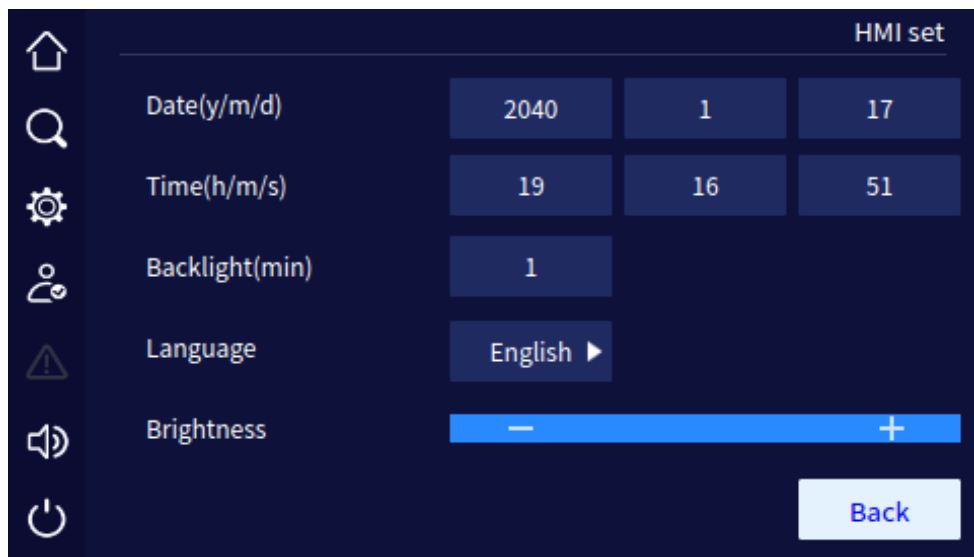 HMI set
Date(y/m/d) 2040 1 17
Time(h/m/s) 19 16 51
Backlight(min) 1
Language English
Brightness − +
Back